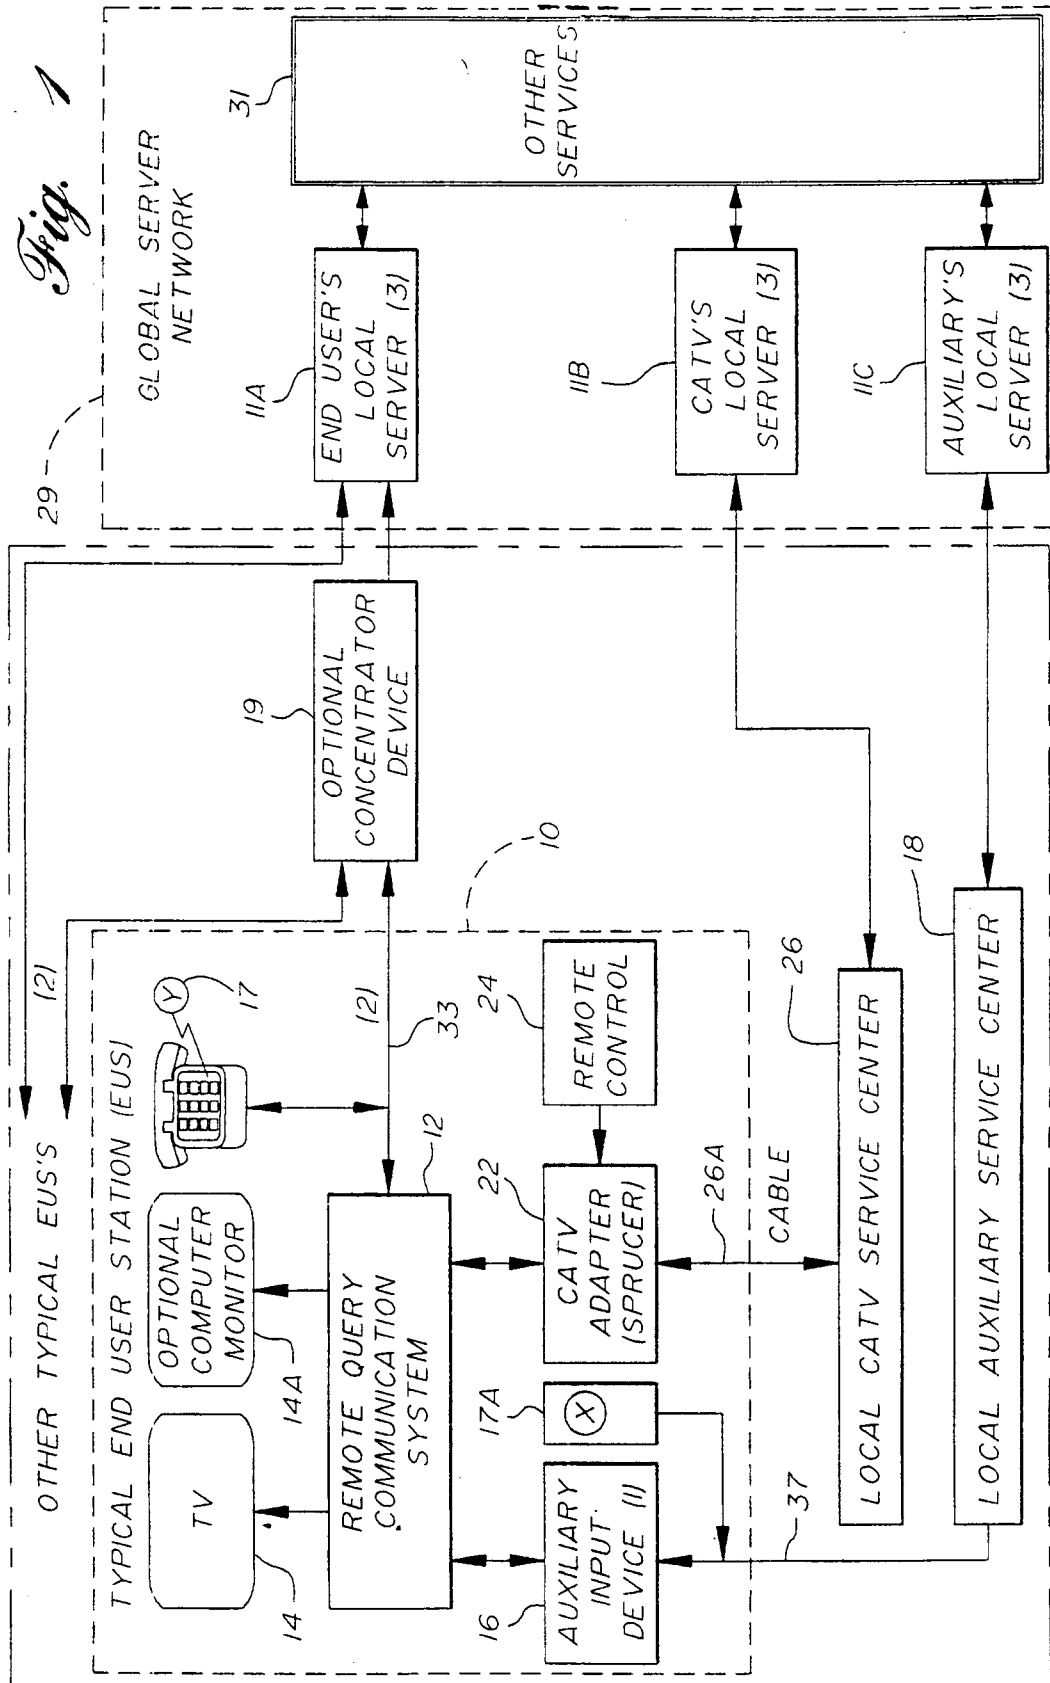 Fig. 1
OTHER TYPICAL EUS'S
(2)
29
GLOBAL SERVER
NETWORK
TYPICAL END USER STATION (EUS)
TV
14
OPTIONAL
COMPUTER
MONITOR
14A
Y
17
(2)
33
19
OPTIONAL
CONCENTRATOR
DEVICE
11A
END USER'S
LOCAL
SERVER (3)
31
OTHER
SERVICES
REMOTE QUERY
COMMUNICATION
SYSTEM
12
10
16
AUXILIARY
INPUT
DEVICE (1)
X
17A
22
CATV
ADAPTER
(SPRUCER)
24
REMOTE
CONTROL
11B
CATV'S
LOCAL
SERVER (3)
26A
CABLE
37
LOCAL CATV SERVICE CENTER
26
11C
AUXILIARY'S
LOCAL
SERVER (3)
LOCAL AUXILIARY SERVICE CENTER
18